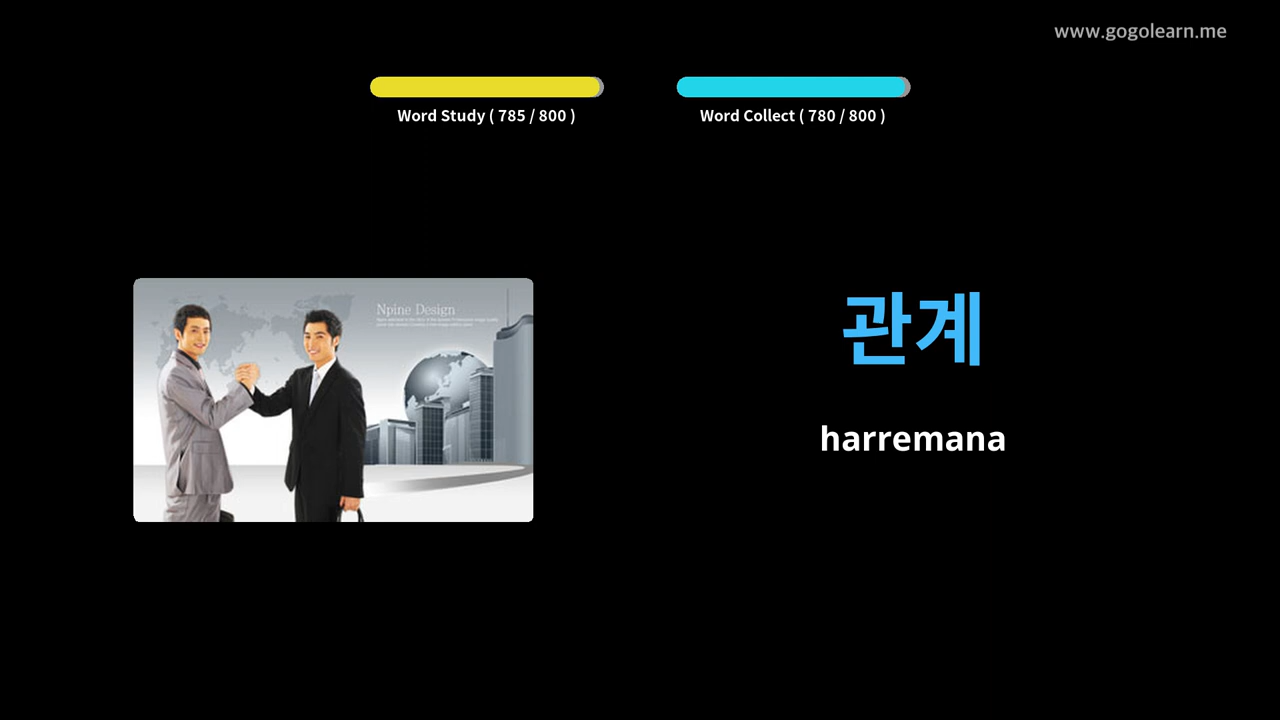 www.gogolearn.me
Word Study ( 785 / 800 )
Word Collect ( 780 / 800 )
Npine Design
관계
harremana